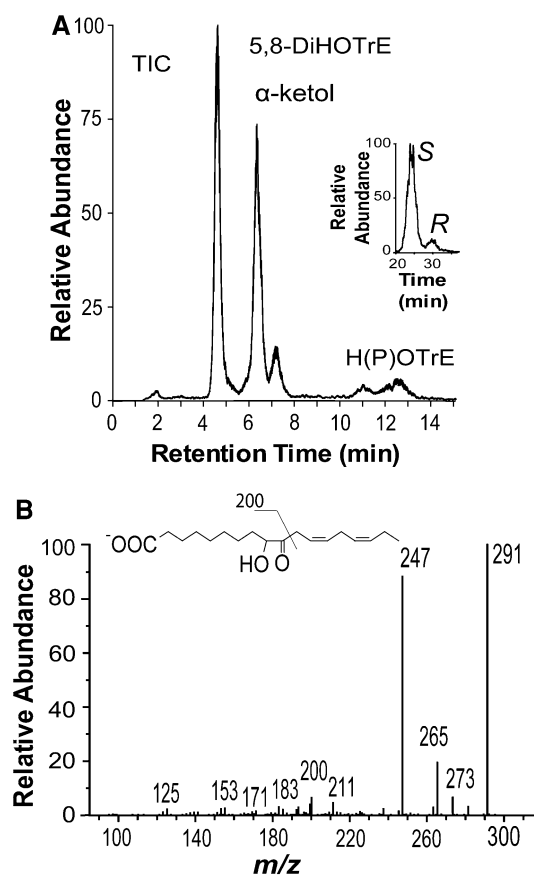 A
100
75
50
25
0
Relative Abundance
TIC
5,8-DiHOTrE
α-ketol
H(P)OTrE
0 2 4 6 8 10 12 14
Retention Time (min)
100
50
0
Relative
Abundance
S
R
20 30
Time
(min)
B
200
⁻OOC
HO O
100
80
60
40
20
0
Relative Abundance
125
153
171
183
200
211
247
265
273
291
100 140 180 220 260 300
m/z